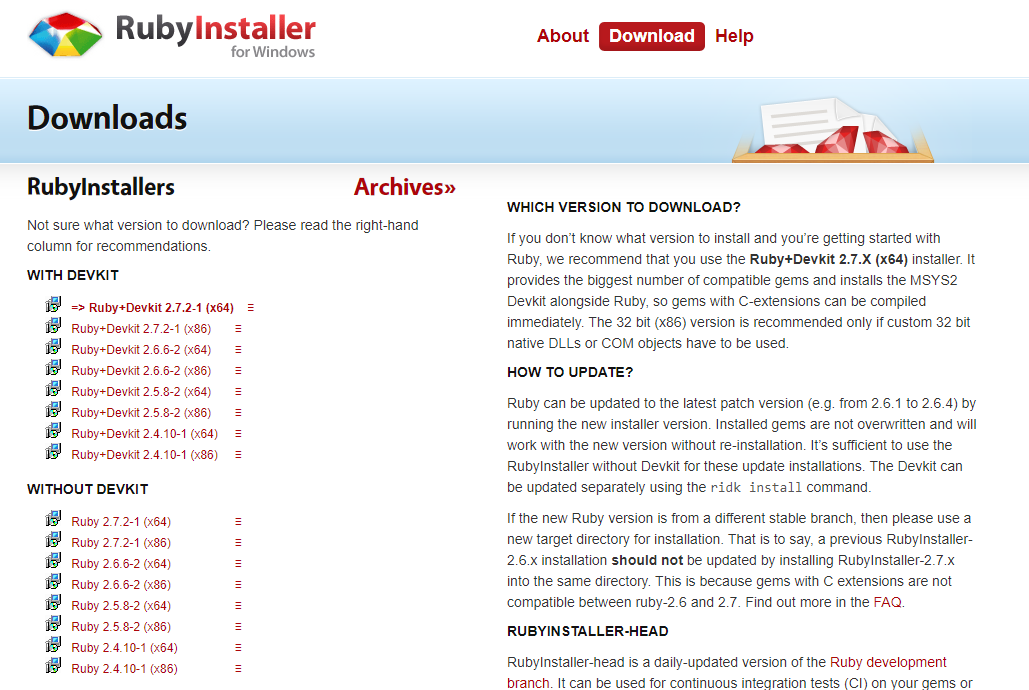 RubyInstaller
for Windows
About Download Help
Downloads
RubyInstallers
Archives»
Not sure what version to download? Please read the right-hand
column for recommendations.
WITH DEVKIT
=> Ruby+Devkit 2.7.2-1 (x64)
Ruby+Devkit 2.7.2-1 (x86)
Ruby+Devkit 2.6.6-2 (x64)
Ruby+Devkit 2.6.6-2 (x86)
Ruby+Devkit 2.5.8-2 (x64)
Ruby+Devkit 2.5.8-2 (x86)
Ruby+Devkit 2.4.10-1 (x64)
Ruby+Devkit 2.4.10-1 (x86)
WITHOUT DEVKIT
Ruby 2.7.2-1 (x64)
Ruby 2.7.2-1 (x86)
Ruby 2.6.6-2 (x64)
Ruby 2.6.6-2 (x86)
Ruby 2.5.8-2 (x64)
Ruby 2.5.8-2 (x86)
Ruby 2.4.10-1 (x64)
Ruby 2.4.10-1 (x86)
WHICH VERSION TO DOWNLOAD?
If you don’t know what version to install and you’re getting started with
Ruby, we recommend that you use the Ruby+Devkit 2.7.X (x64) installer. It
provides the biggest number of compatible gems and installs the MSYS2
Devkit alongside Ruby, so gems with C-extensions can be compiled
immediately. The 32 bit (x86) version is recommended only if custom 32 bit
native DLLs or COM objects have to be used.
HOW TO UPDATE?
Ruby can be updated to the latest patch version (e.g. from 2.6.1 to 2.6.4) by
running the new installer version. Installed gems are not overwritten and will
work with the new version without re-installation. It’s sufficient to use the
RubyInstaller without Devkit for these update installations. The Devkit can
be updated separately using the ridk install command.
If the new Ruby version is from a different stable branch, then please use a
new target directory for installation. That is to say, a previous RubyInstaller-
2.6.x installation should not be updated by installing RubyInstaller-2.7.x
into the same directory. This is because gems with C extensions are not
compatible between ruby-2.6 and 2.7. Find out more in the FAQ.
RUBYINSTALLER-HEAD
RubyInstaller-head is a daily-updated version of the Ruby development
branch. It can be used for continuous integration tests (CI) on your gems or